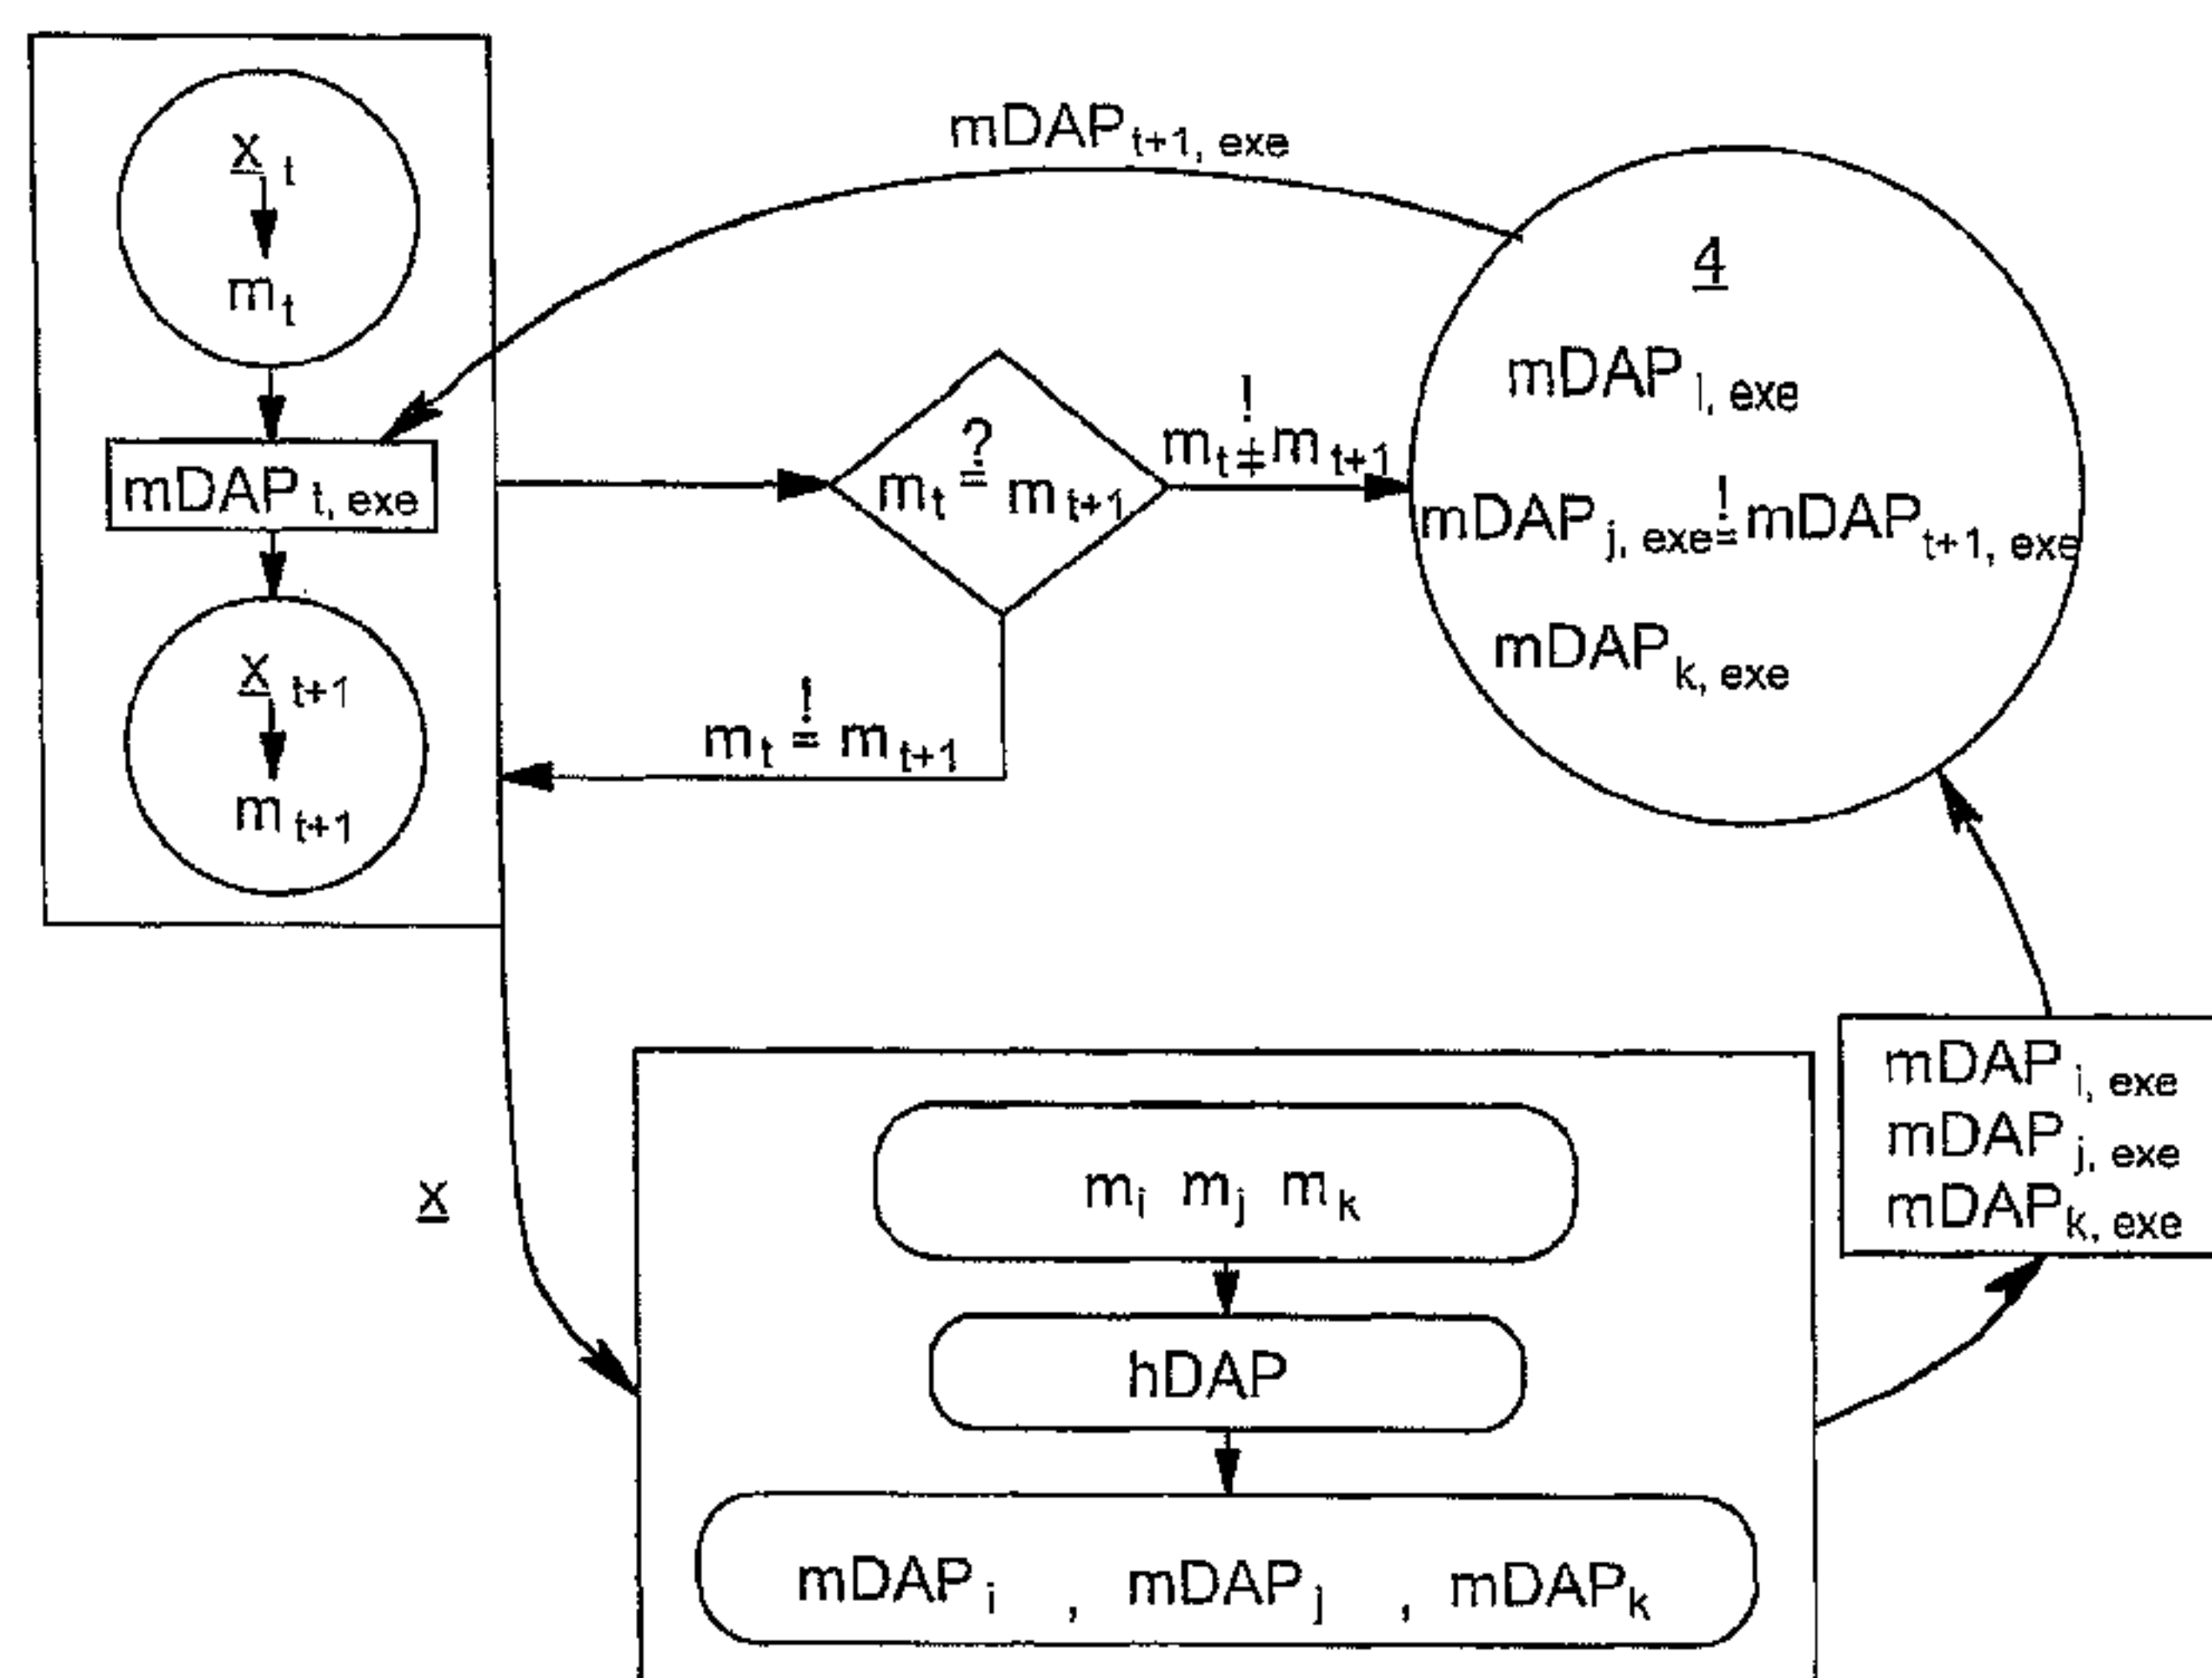 x t
m t
mDAP t, exe
x t+1
m t+1
mDAP t+1, exe
?
m t = m t+1
!
m t ≠ m t+1
!
m t = m t+1
4
mDAP i, exe
!
mDAP j, exe = mDAP t+1, exe
mDAP k, exe
x
m i m j m k
hDAP
mDAP i , mDAP j , mDAP k
mDAP i, exe
mDAP j, exe
mDAP k, exe